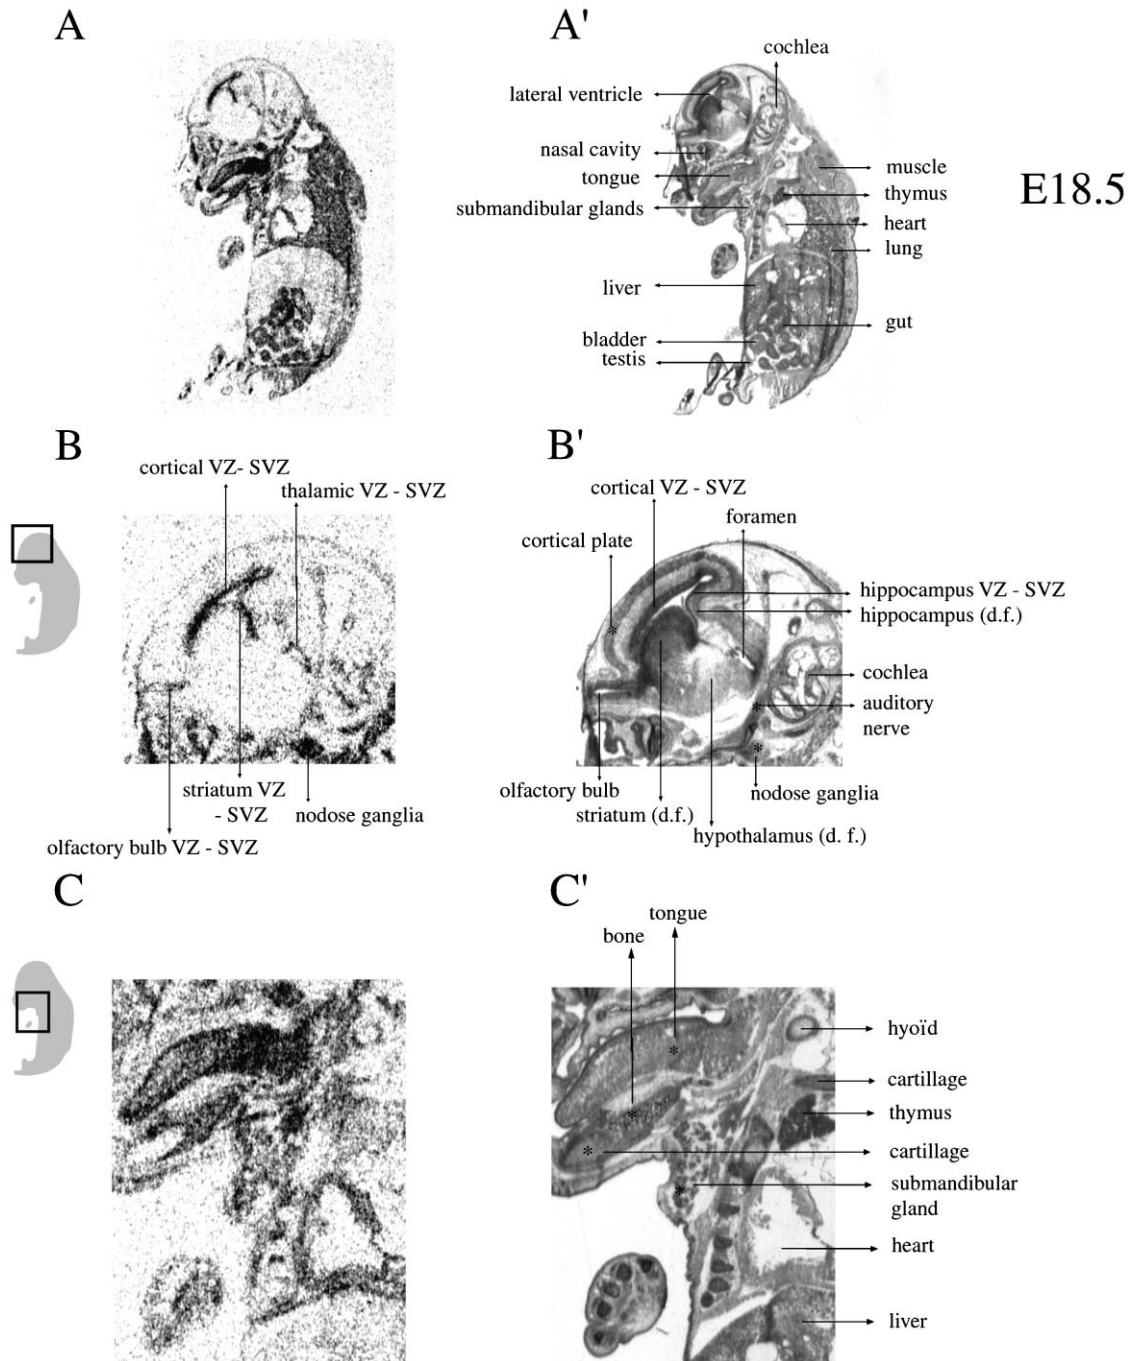 A
A'
cochlea
lateral ventricle
nasal cavity
tongue
submandibular glands
muscle
thymus
heart
lung
E18.5
liver
gut
bladder
testis
B
cortical VZ- SVZ
thalamic VZ - SVZ
striatum VZ
- SVZ
nodose ganglia
olfactory bulb VZ - SVZ
B'
cortical VZ - SVZ
foramen
cortical plate
hippocampus VZ - SVZ
hippocampus (d.f.)
cochlea
auditory
nerve
olfactory bulb
nodose ganglia
striatum (d.f.)
hypothalamus (d. f.)
C
C'
tongue
bone
hyoïd
cartillage
thymus
cartillage
submandibular
gland
heart
liver